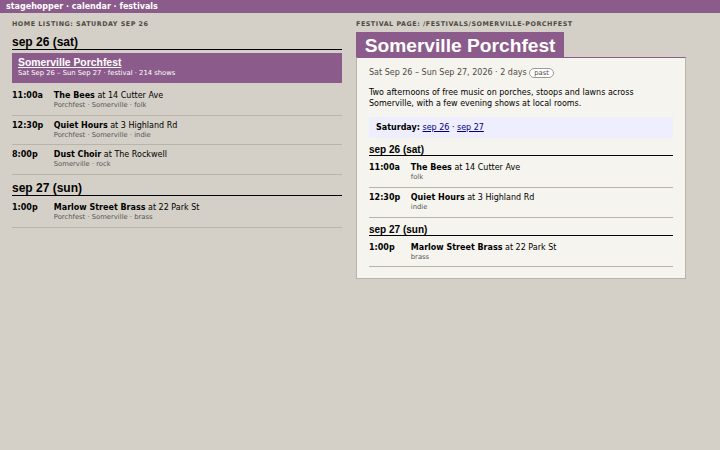 stagehopper · calendar · festivals
HOME LISTING: SATURDAY SEP 26
sep 26 (sat)
Somerville Porchfest
Sat Sep 26 – Sun Sep 27 · festival · 214 shows
11:00a The Bees at 14 Cutter Ave
Porchfest · Somerville · folk
12:30p Quiet Hours at 3 Highland Rd
Porchfest · Somerville · indie
8:00p Dust Choir at The Rockwell
Somerville · rock
sep 27 (sun)
1:00p Marlow Street Brass at 22 Park St
Porchfest · Somerville · brass
FESTIVAL PAGE: /FESTIVALS/SOMERVILLE-PORCHFEST
Somerville Porchfest
Sat Sep 26 – Sun Sep 27, 2026 · 2 days past
Two afternoons of free music on porches, stoops and lawns across
Somerville, with a few evening shows at local rooms.
Saturday: sep 26 · sep 27
sep 26 (sat)
11:00a The Bees at 14 Cutter Ave
folk
12:30p Quiet Hours at 3 Highland Rd
indie
sep 27 (sun)
1:00p Marlow Street Brass at 22 Park St
brass